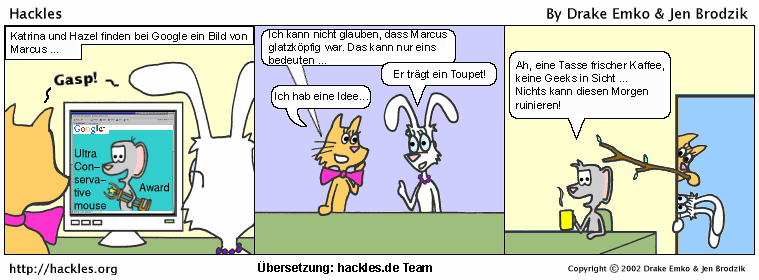 Hackles
By Drake Emko & Jen Brodzik
Katrina und Hazel finden bei Google ein Bild von
Marcus ...
Gasp!
Google
Ultra
Con-
serva-
tive
mouse
Award
Ich kann nicht glauben, dass Marcus
glatzköpfig war. Das kann nur eins
bedeuten ...
Er trägt ein Toupet!
Ich hab eine Idee...
Ah, eine Tasse frischer Kaffee,
keine Geeks in Sicht ...
Nichts kann diesen Morgen
ruinieren!
http://hackles.org
Übersetzung: hackles.de Team
Copyright © 2002 Drake Emko & Jen Brodzik